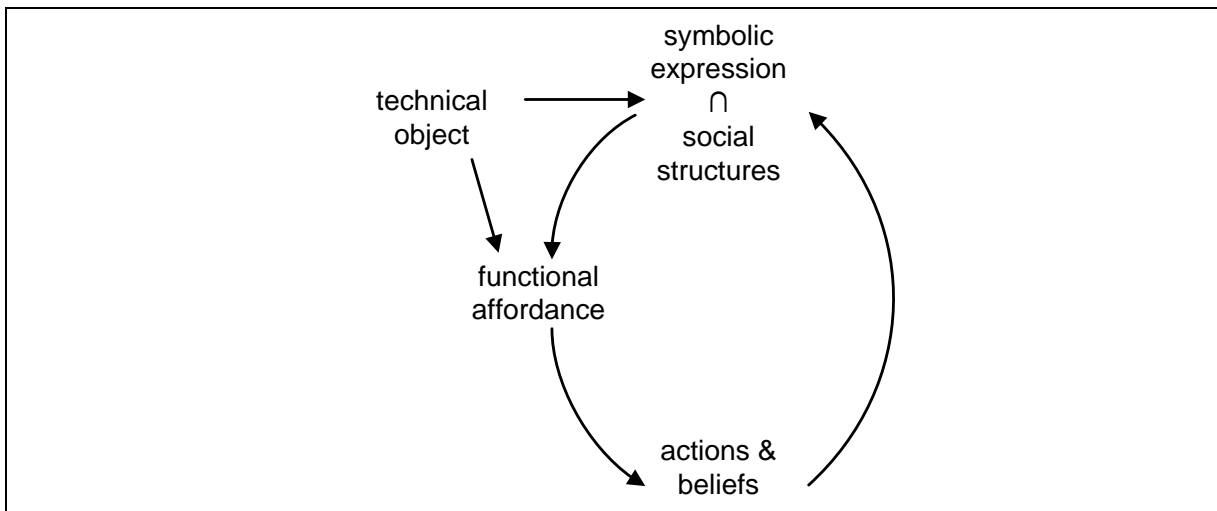 symbolic
expression
∩
social
structures
technical
object
functional
affordance
actions &
beliefs